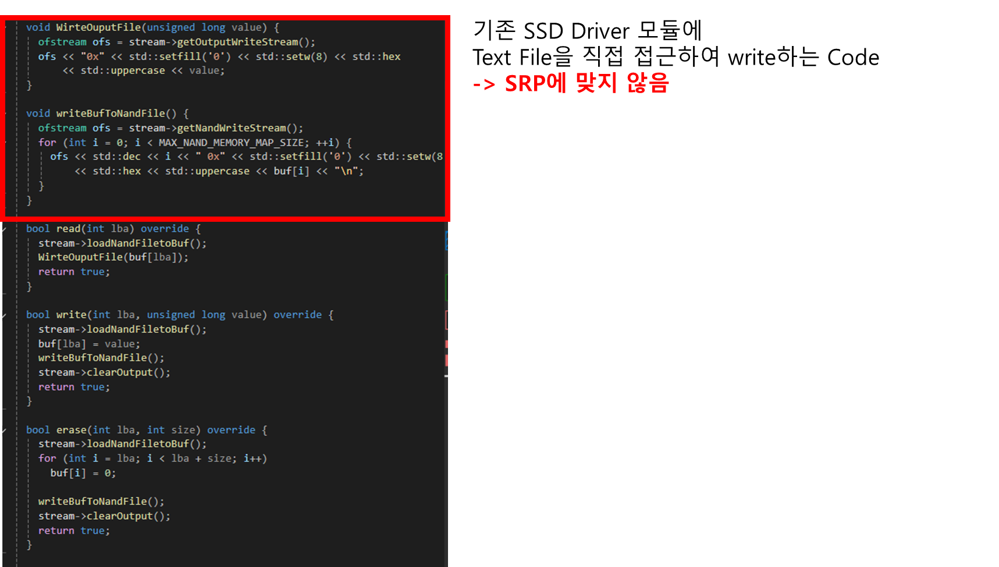 void WirteOuputFile(unsigned long value) {
ofstream ofs = stream->getOutputWriteStream();
ofs << "0x" << std::setfill('0') << std::setw(8) << std::hex
<< std::uppercase << value;
}
void writeBufToNandFile() {
ofstream ofs = stream->getNandWriteStream();
for (int i = 0; i < MAX_NAND_MEMORY_MAP_SIZE; ++i) {
ofs << std::dec << i << " 0x" << std::setfill('0') << std::setw(8
<< std::hex << std::uppercase << buf[i] << "\n";
}
}
bool read(int lba) override {
stream->loadNandFiletoBuf();
WirteOuputFile(buf[lba]);
return true;
}
bool write(int lba, unsigned long value) override {
stream->loadNandFiletoBuf();
buf[lba] = value;
writeBufToNandFile();
stream->clearOutput();
return true;
}
bool erase(int lba, int size) override {
stream->loadNandFiletoBuf();
for (int i = lba; i < lba + size; i++)
buf[i] = 0;
writeBufToNandFile();
stream->clearOutput();
return true;
}
기존 SSD Driver 모듈에
Text File을 직접 접근하여 write하는 Code
-> SRP에 맞지 않음